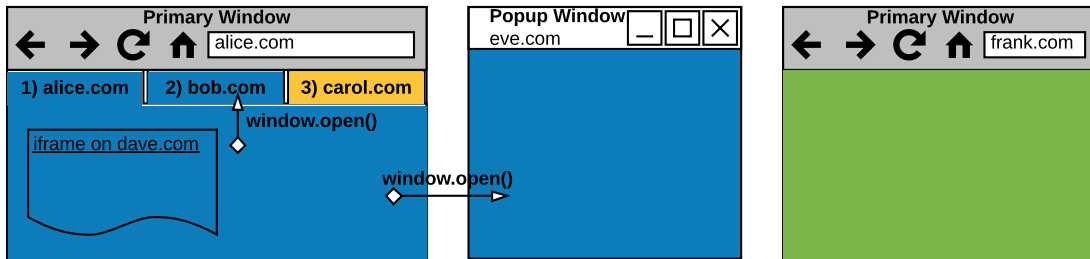 Primary Window
alice.com
1) alice.com
2) bob.com
3) carol.com
window.open()
iframe on dave.com
window.open()
Popup Window
eve.com
Primary Window
frank.com